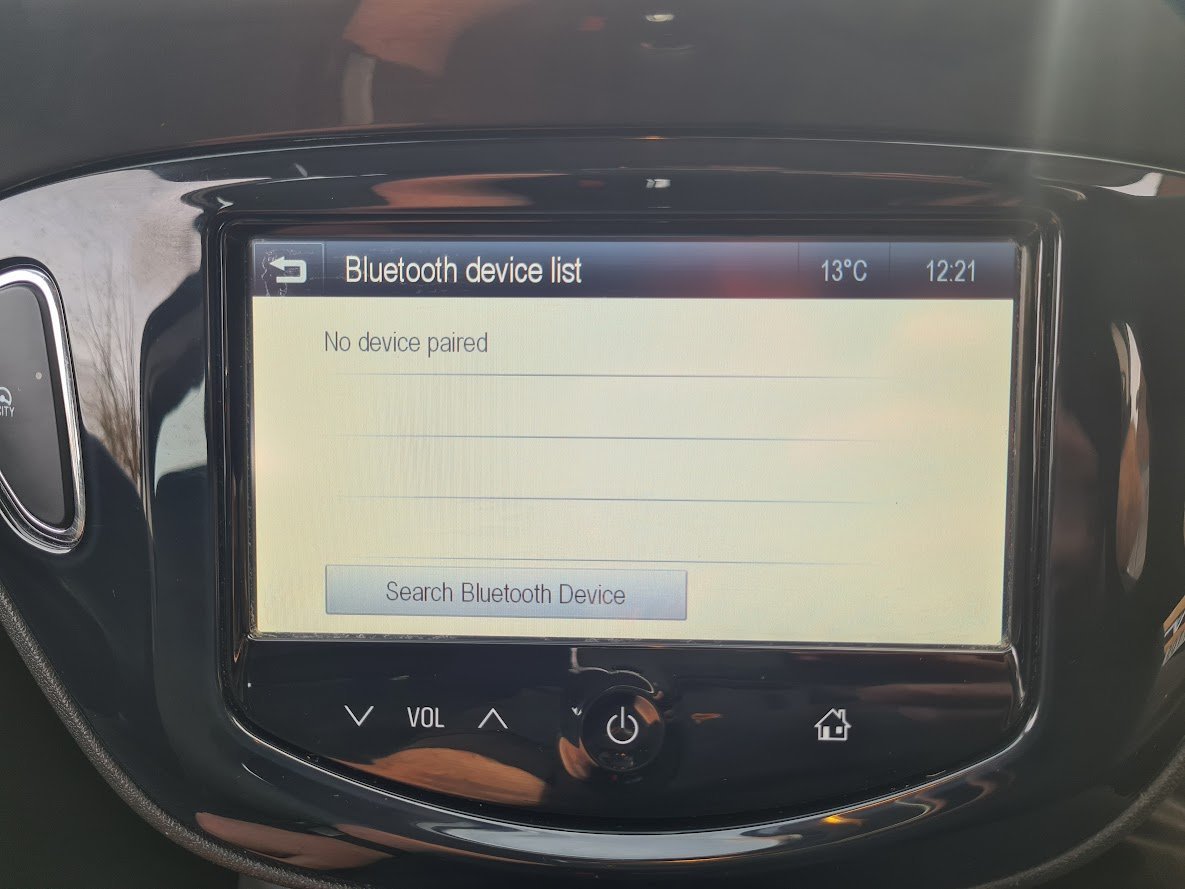 Bluetooth device list 13°C 12:21
No device paired
Search Bluetooth Device
VOL